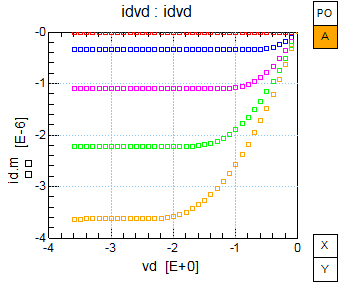 idvd : idvd
PO
A
-0
-1
-2
-3
-4
id.m [E-6]
-4 -3 -2 -1 0
vd [E+0]
X
Y